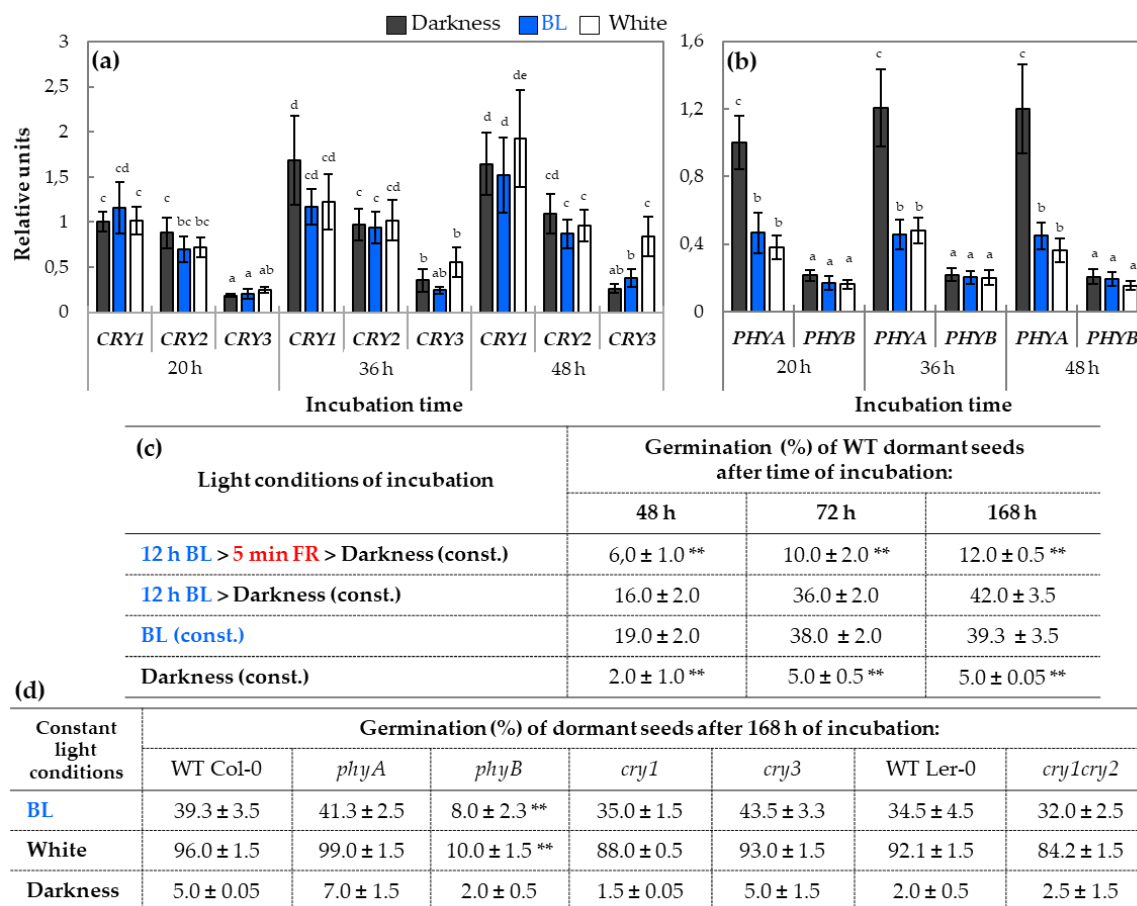 Darkness BL White
(a)
Relative units
3
2,5
2
1,5
1
0,5
0
c cd c c bc bc a a ab
d cd cd cd c cd b ab b
d d de cd c c ab b c
CRY1 CRY2 CRY3 CRY1 CRY2 CRY3 CRY1 CRY2 CRY3
20 h 36 h 48 h
Incubation time
(b)
1,6
1,2
0,8
0,4
0
c b b a a a c b b a a a c b b a a a
PHYA PHYB PHYA PHYB PHYA PHYB
20 h 36 h 48 h
Incubation time
(c)
Light conditions of incubation
Germination (%) of WT dormant seeds
after time of incubation:
48 h 72 h 168 h
12 h BL > 5 min FR > Darkness (const.) 6,0 ± 1.0 ** 10.0 ± 2.0 ** 12.0 ± 0.5 **
12 h BL > Darkness (const.) 16.0 ± 2.0 36.0 ± 2.0 42.0 ± 3.5
BL (const.) 19.0 ± 2.0 38.0 ± 2.0 39.3 ± 3.5
Darkness (const.) 2.0 ± 1.0 ** 5.0 ± 0.5 ** 5.0 ± 0.05 **
(d)
Constant
light
conditions
Germination (%) of dormant seeds after 168 h of incubation:
WT Col-0 phyA phyB cry1 cry3 WT Ler-0 cry1cry2
BL 39.3 ± 3.5 41.3 ± 2.5 8.0 ± 2.3 ** 35.0 ± 1.5 43.5 ± 3.3 34.5 ± 4.5 32.0 ± 2.5
White 96.0 ± 1.5 99.0 ± 1.5 10.0 ± 1.5 ** 88.0 ± 0.5 93.0 ± 1.5 92.1 ± 1.5 84.2 ± 1.5
Darkness 5.0 ± 0.05 7.0 ± 1.5 2.0 ± 0.5 1.5 ± 0.05 5.0 ± 1.5 2.0 ± 0.5 2.5 ± 1.5